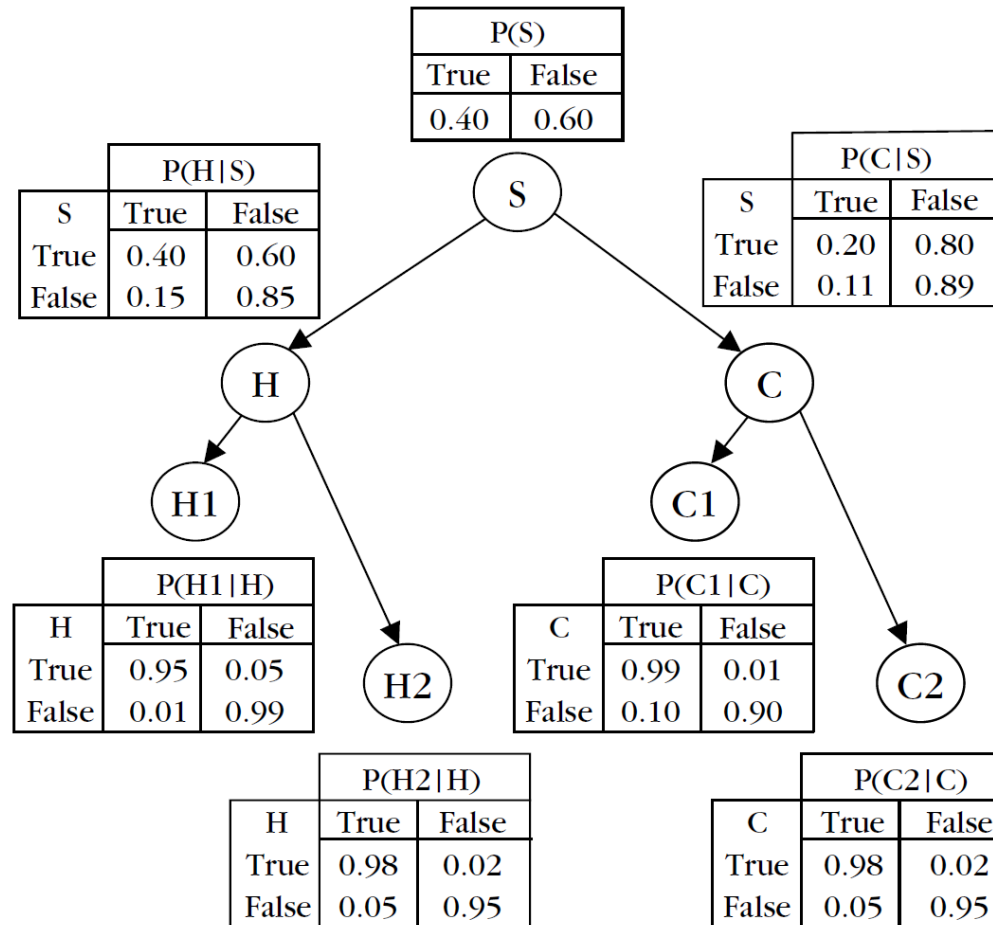 P(S)
True False
0.40 0.60
P(H|S)
S True False
True 0.40 0.60
False 0.15 0.85
S
P(C|S)
S True False
True 0.20 0.80
False 0.11 0.89
H
C
H1
C1
P(H1|H)
H True False
True 0.95 0.05
False 0.01 0.99
H2
P(C1|C)
C True False
True 0.99 0.01
False 0.10 0.90
C2
P(H2|H)
H True False
True 0.98 0.02
False 0.05 0.95
P(C2|C)
C True False
True 0.98 0.02
False 0.05 0.95